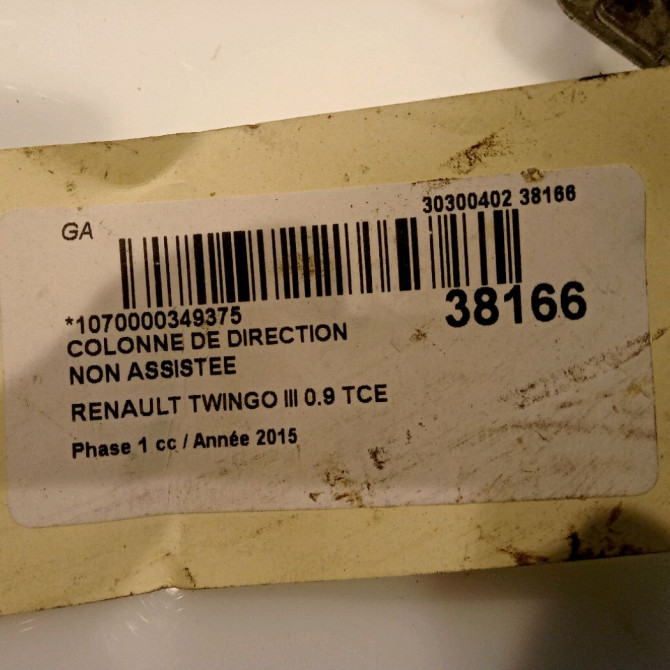 GA
30300402 38166
*1070000349375
38166
COLONNE DE DIRECTION
NON ASSISTEE
RENAULT TWINGO III 0.9 TCE
Phase 1 cc / Année 2015